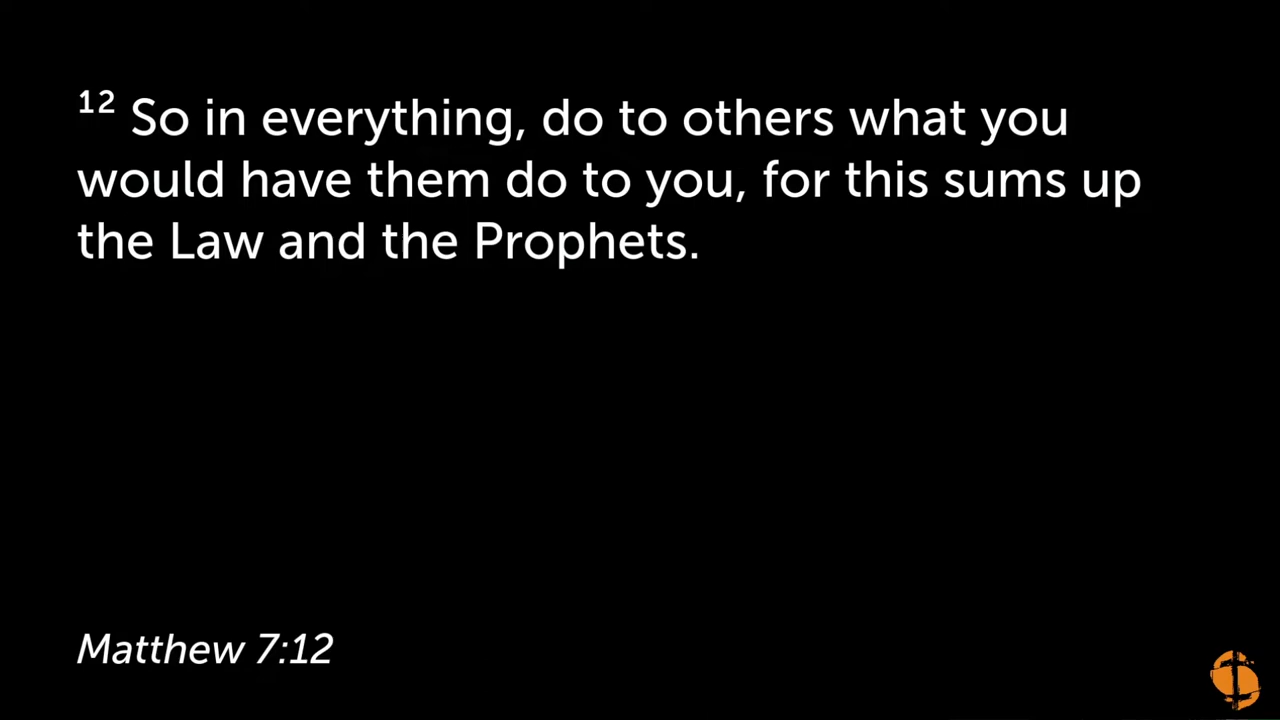 12 So in everything, do to others what you
would have them do to you, for this sums up
the Law and the Prophets.
Matthew 7:12